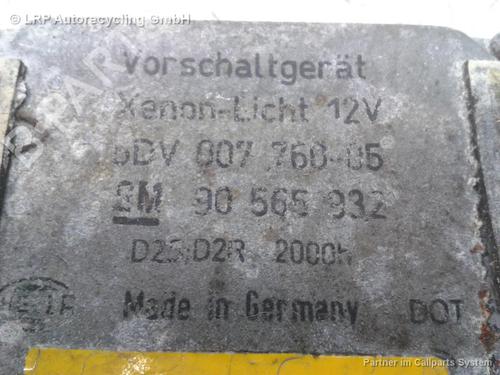 © LRP Autorecycling GmbH
Vorschaltgerät
Xenon-Licht 12V
5DV 007 760-05
GM 90 565 932
D2S/D2R 2000h
Made in Germany DOT
Partner im Callparts System